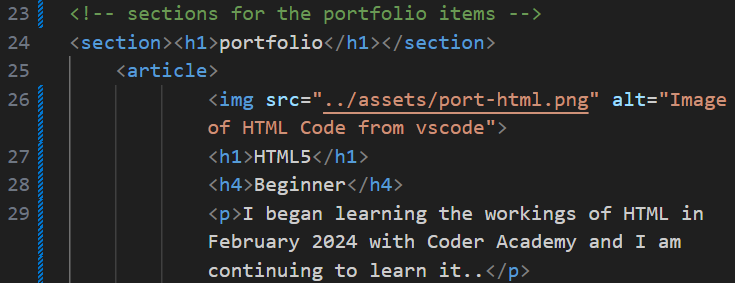 23 <!-- sections for the portfolio items -->
24 <section><h1>portfolio</h1></section>
25 <article>
26 <img src="../assets/port-html.png" alt="Image
of HTML Code from vscode">
27 <h1>HTML5</h1>
28 <h4>Beginner</h4>
29 <p>I began learning the workings of HTML in
February 2024 with Coder Academy and I am
continuing to learn it..</p>